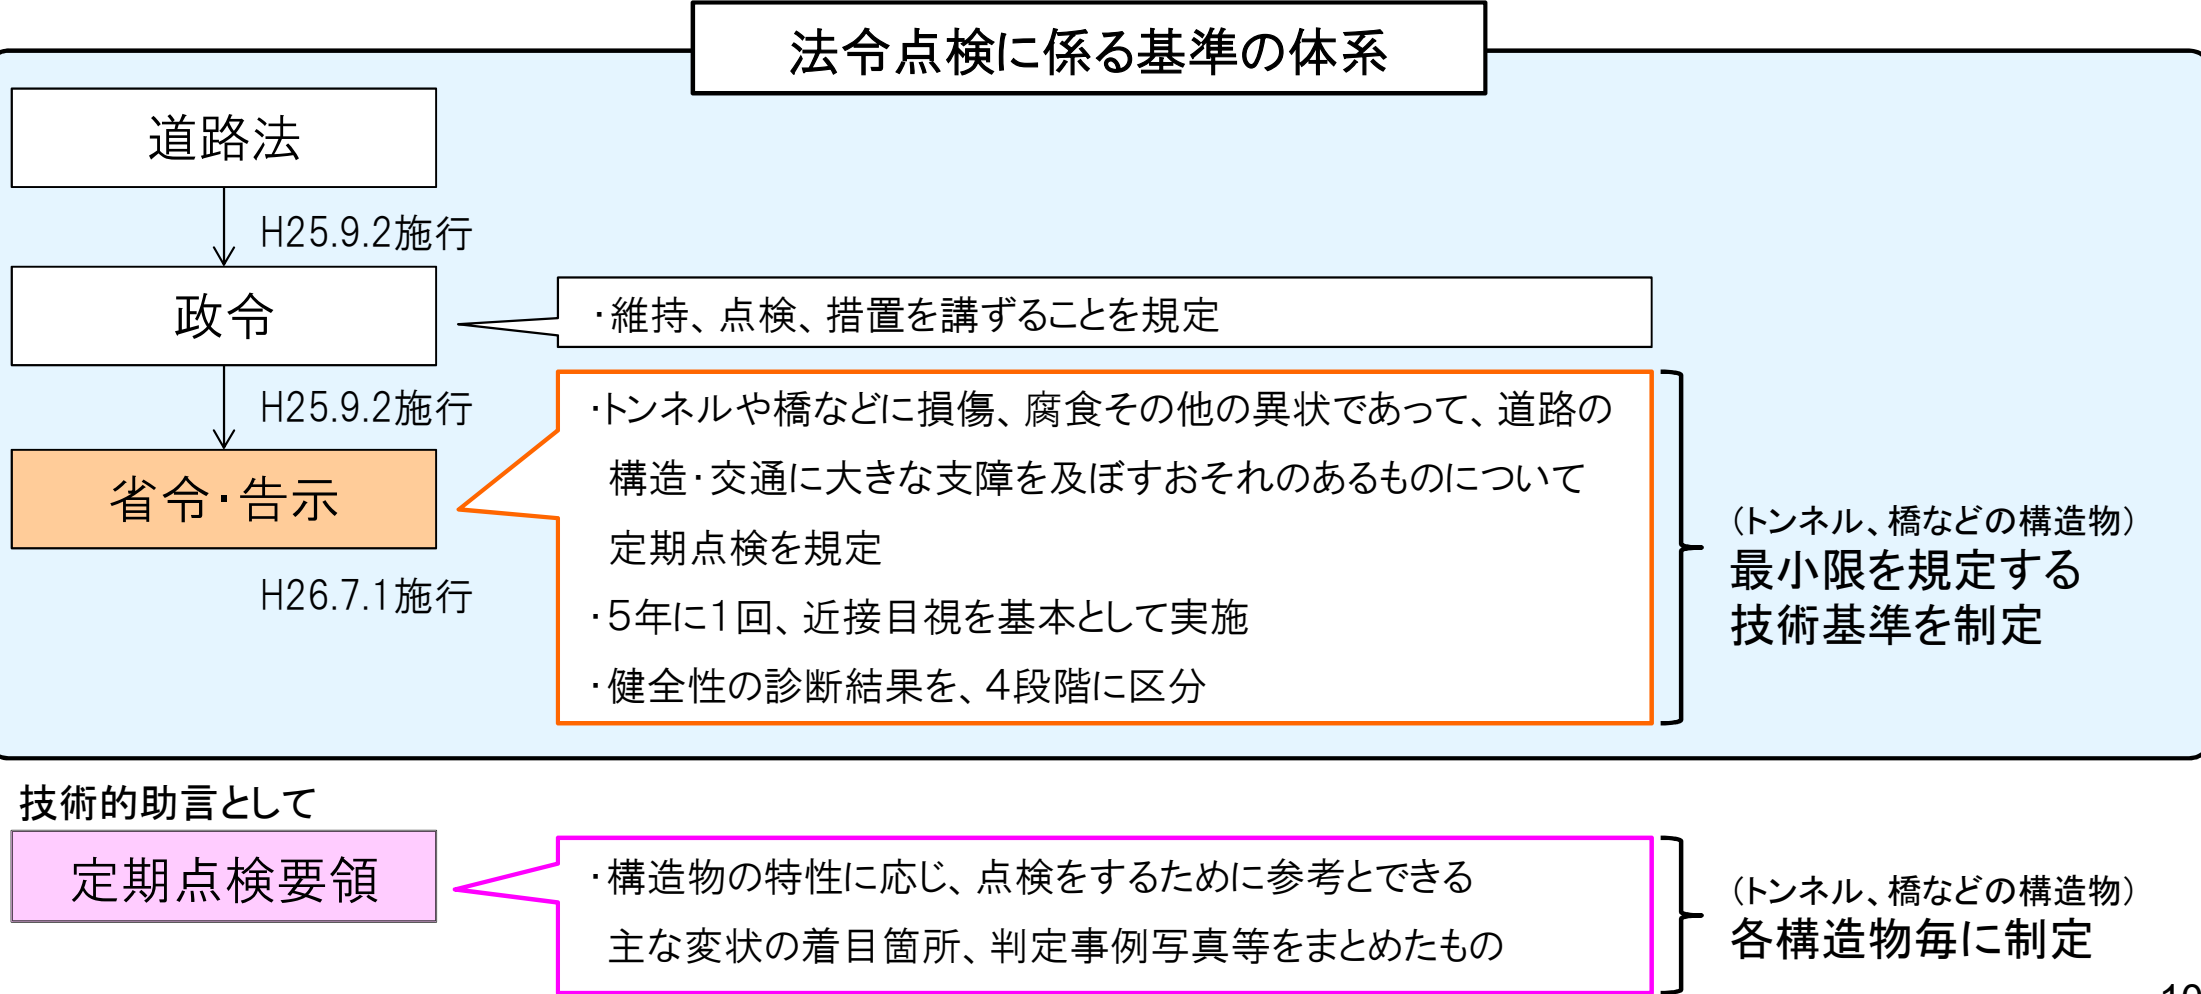 法令点検に係る基準の体系
道路法
H25.9.2施行
政令
・維持、点検、措置を講ずることを規定
H25.9.2施行
省令・告示
H26.7.1施行
・トンネルや橋などに損傷、腐食その他の異状であって、道路の
構造・交通に大きな支障を及ぼすおそれのあるものについて
定期点検を規定
・5年に1回、近接目視を基本として実施
・健全性の診断結果を、4段階に区分
(トンネル、橋などの構造物)
最小限を規定する
技術基準を制定
技術的助言として
定期点検要領
・構造物の特性に応じ、点検をするために参考とできる
主な変状の着目箇所、判定事例写真等をまとめたもの
(トンネル、橋などの構造物)
各構造物毎に制定